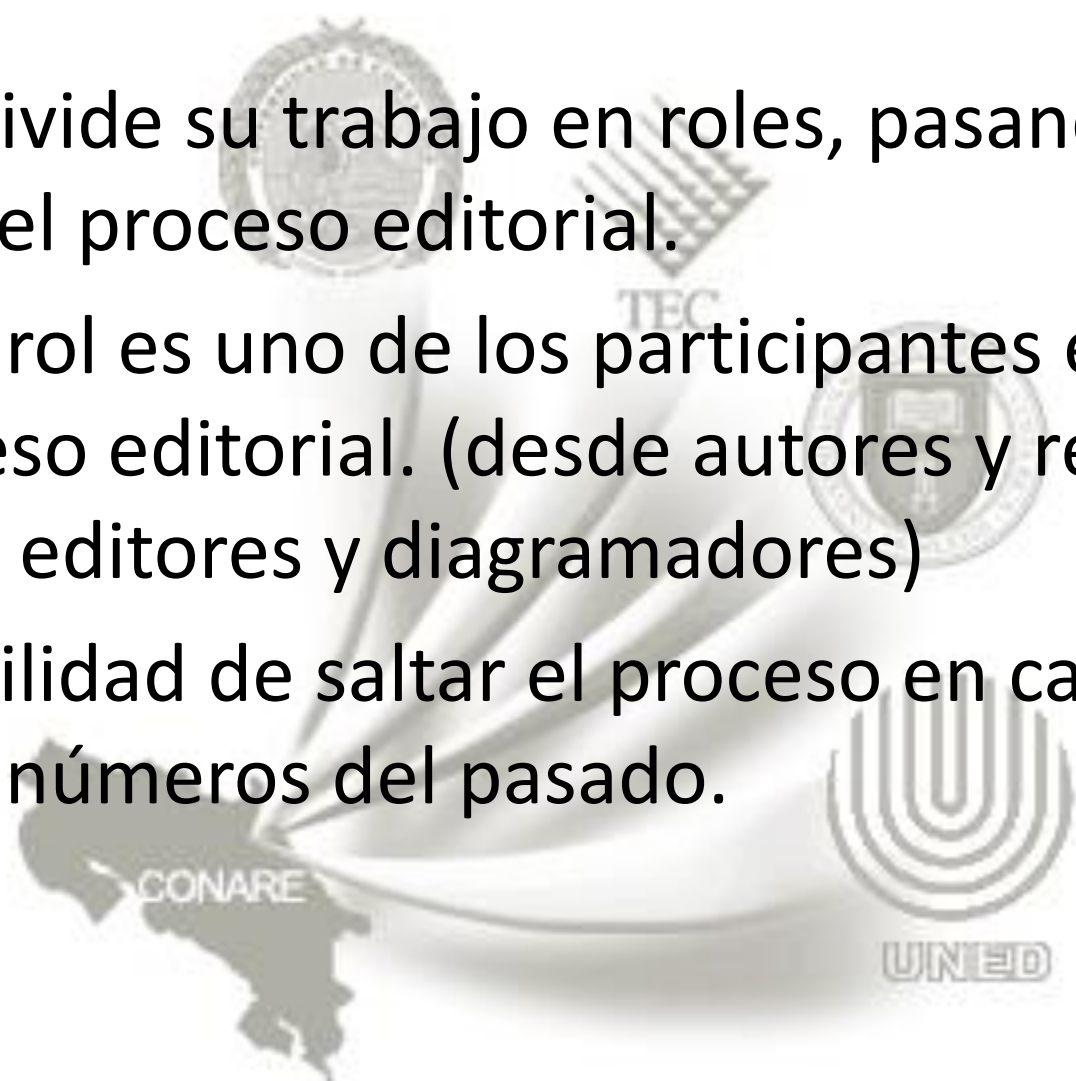 ivide su trabajo en roles, pasan
el proceso editorial.
TEC
rol es uno de los participantes e
eso editorial. (desde autores y re
editores y diagramadores)
ilidad de saltar el proceso en ca
números del pasado.
CONARE
UNED